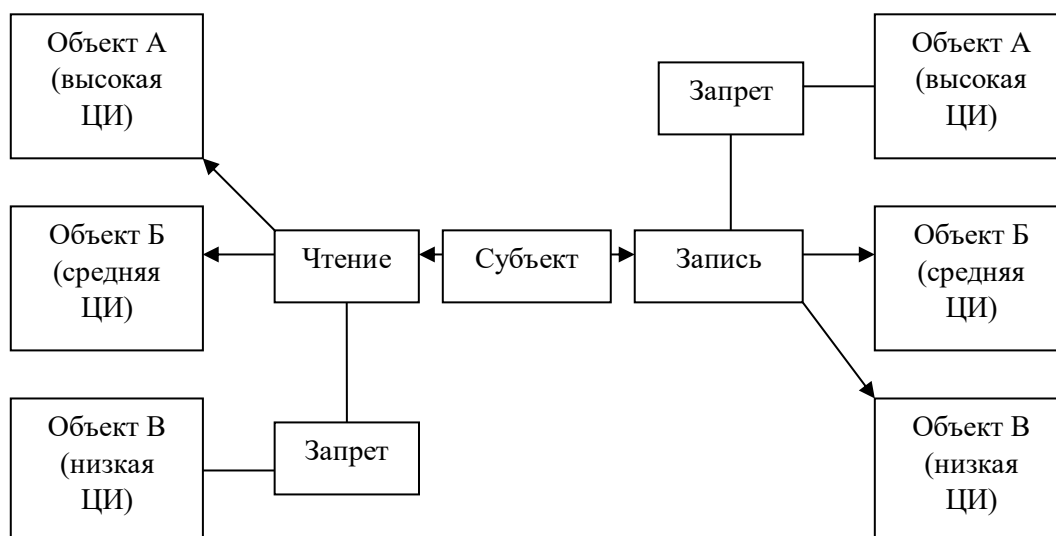 Объект А
(высокая
ЦИ)
Объект А
(высокая
ЦИ)
Запрет
Объект Б
(средняя
ЦИ)
Чтение
Субъект
Запись
Объект Б
(средняя
ЦИ)
Объект В
(низкая
ЦИ)
Запрет
Объект В
(низкая
ЦИ)